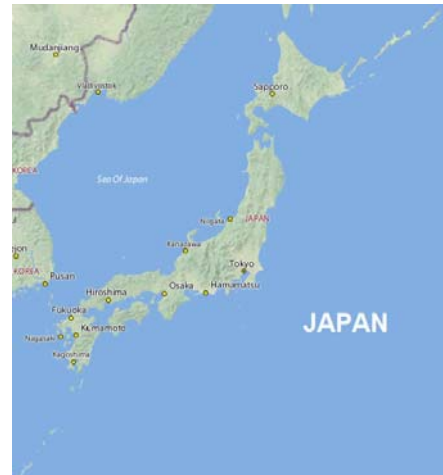 Mudanjiang
Vladivostok
Sapporo
KOREA
Sea Of Japan
Niigata
JAPAN
Kanazawa
Tokyo
ejon
KOREA
Pusan
Hiroshima
Osaka
Hamamatsu
Fukuoka
Nagasaki
Kumamoto
Kagoshima
JAPAN